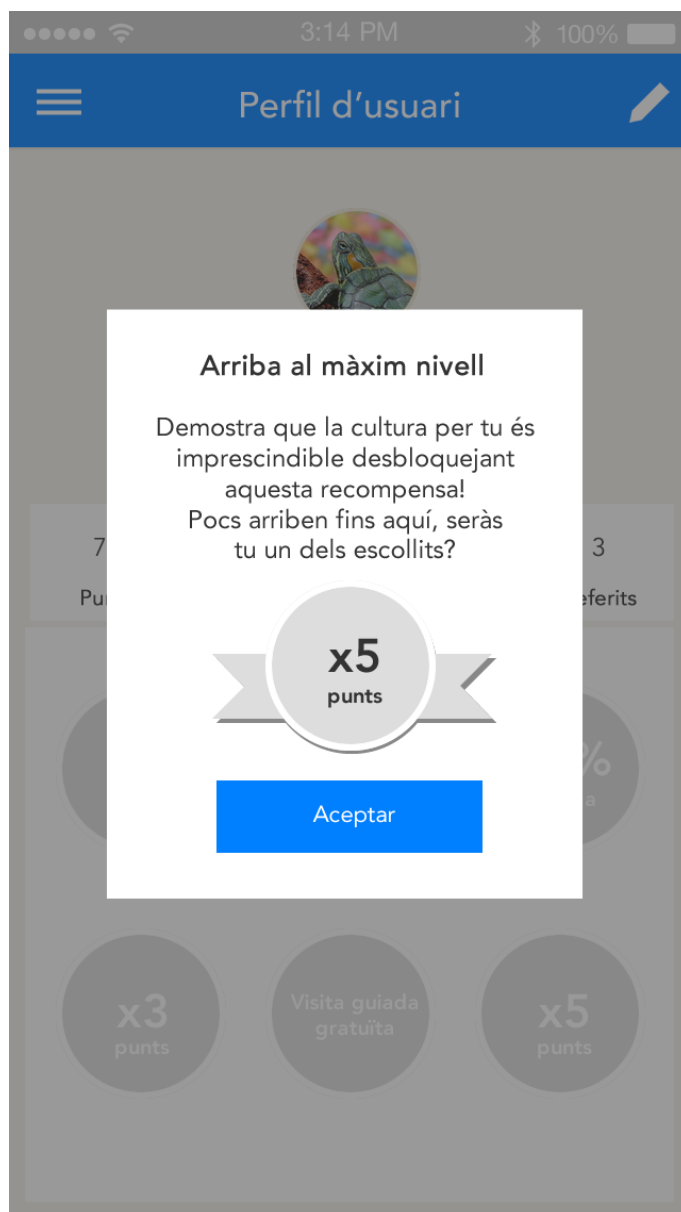 3:14 PM 100%
Perfil d’usuari
Arriba al màxim nivell
Demostra que la cultura per tu és
imprescindible desbloquejant
aquesta recompensa!
Pocs arriben fins aquí, seràs
tu un dels escollits?
7
3
x5
punts
%
a
Aceptar
x3
punts
Visita guiada
gratuïta
x5
punts